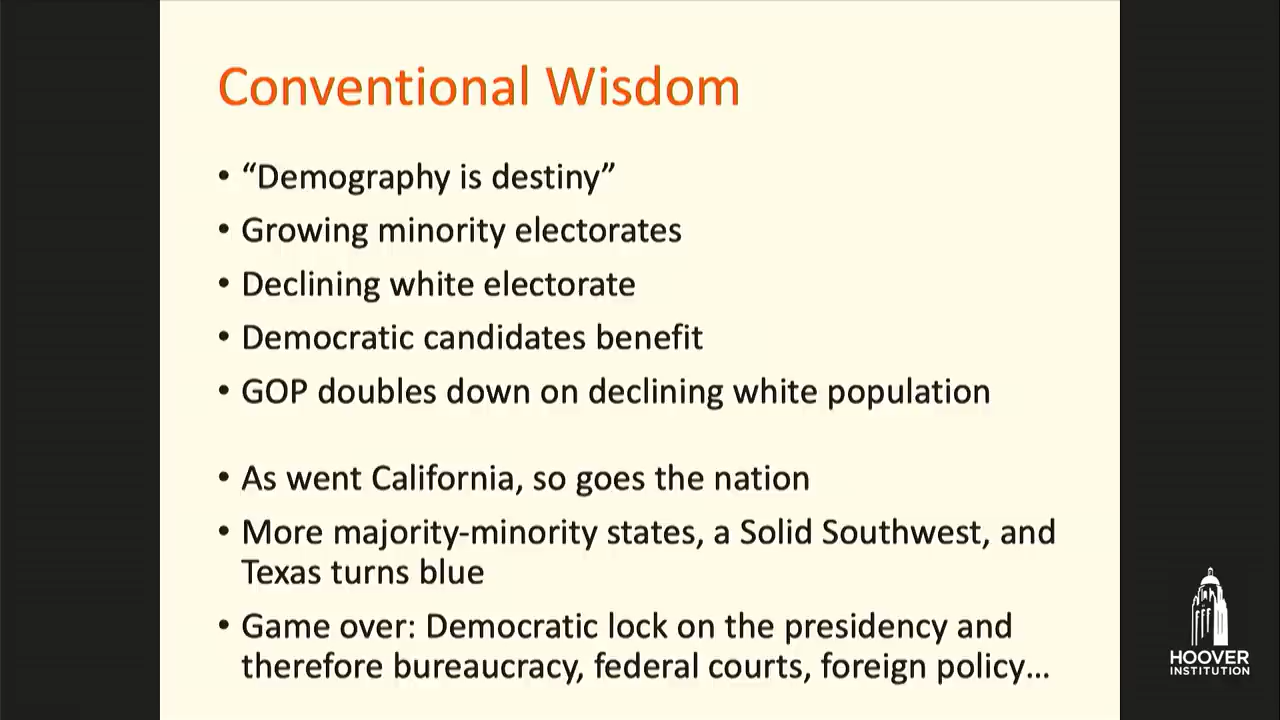 Conventional Wisdom
• “Demography is destiny”
• Growing minority electorates
• Declining white electorate
• Democratic candidates benefit
• GOP doubles down on declining white population
• As went California, so goes the nation
• More majority-minority states, a Solid Southwest, and
Texas turns blue
• Game over: Democratic lock on the presidency and
therefore bureaucracy, federal courts, foreign policy…
HOOVER
INSTITUTION